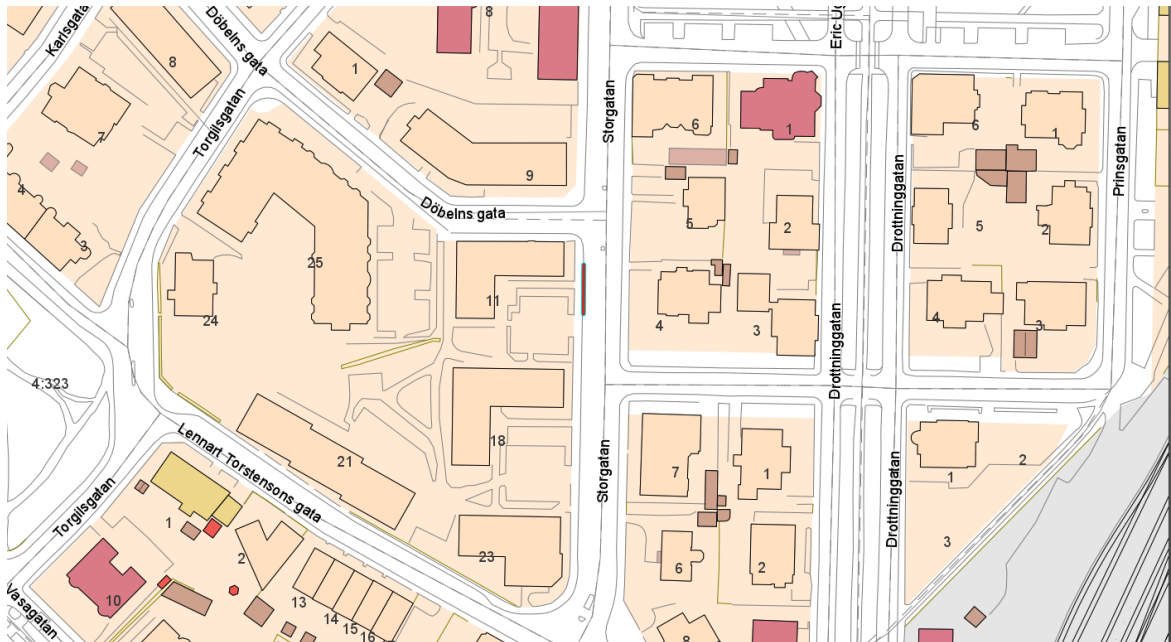 Karlsgatan
Döbelns gata
8
Eric Ug
8
1
7
Torgilsgatan
Storgatan
6
1
6
1
Prinsgatan
9
4
Döbelns gata
5
2
Drottninggatan
5
2
3
25
24
11
4
3
4
3
Drottninggatan
4:323
Lennart Torstensons gata
21
18
Storgatan
7
1
1
2
Drottninggatan
Torgilsgatan
1
2
23
6
2
3
10
13
14
15
16
8
Vasagatan